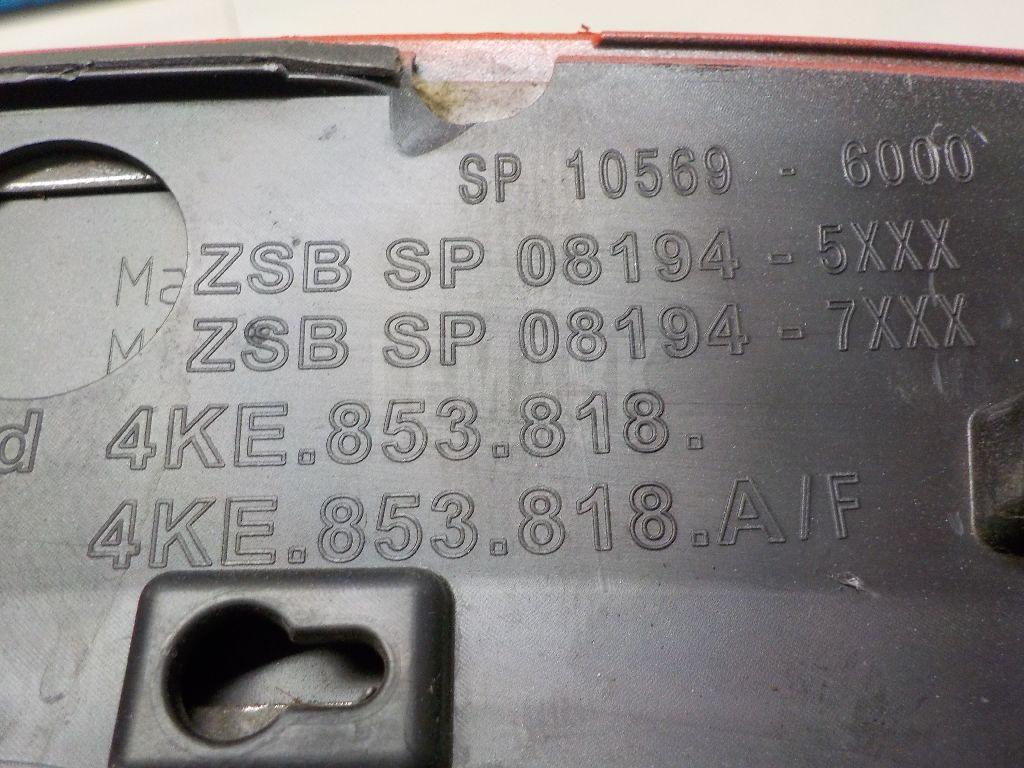 SP 10569 - 6000
ZSB SP 08194 - 5XXX
ZSB SP 08194 - 7XXX
4KE.853.818.
4KE.853.818.A/F